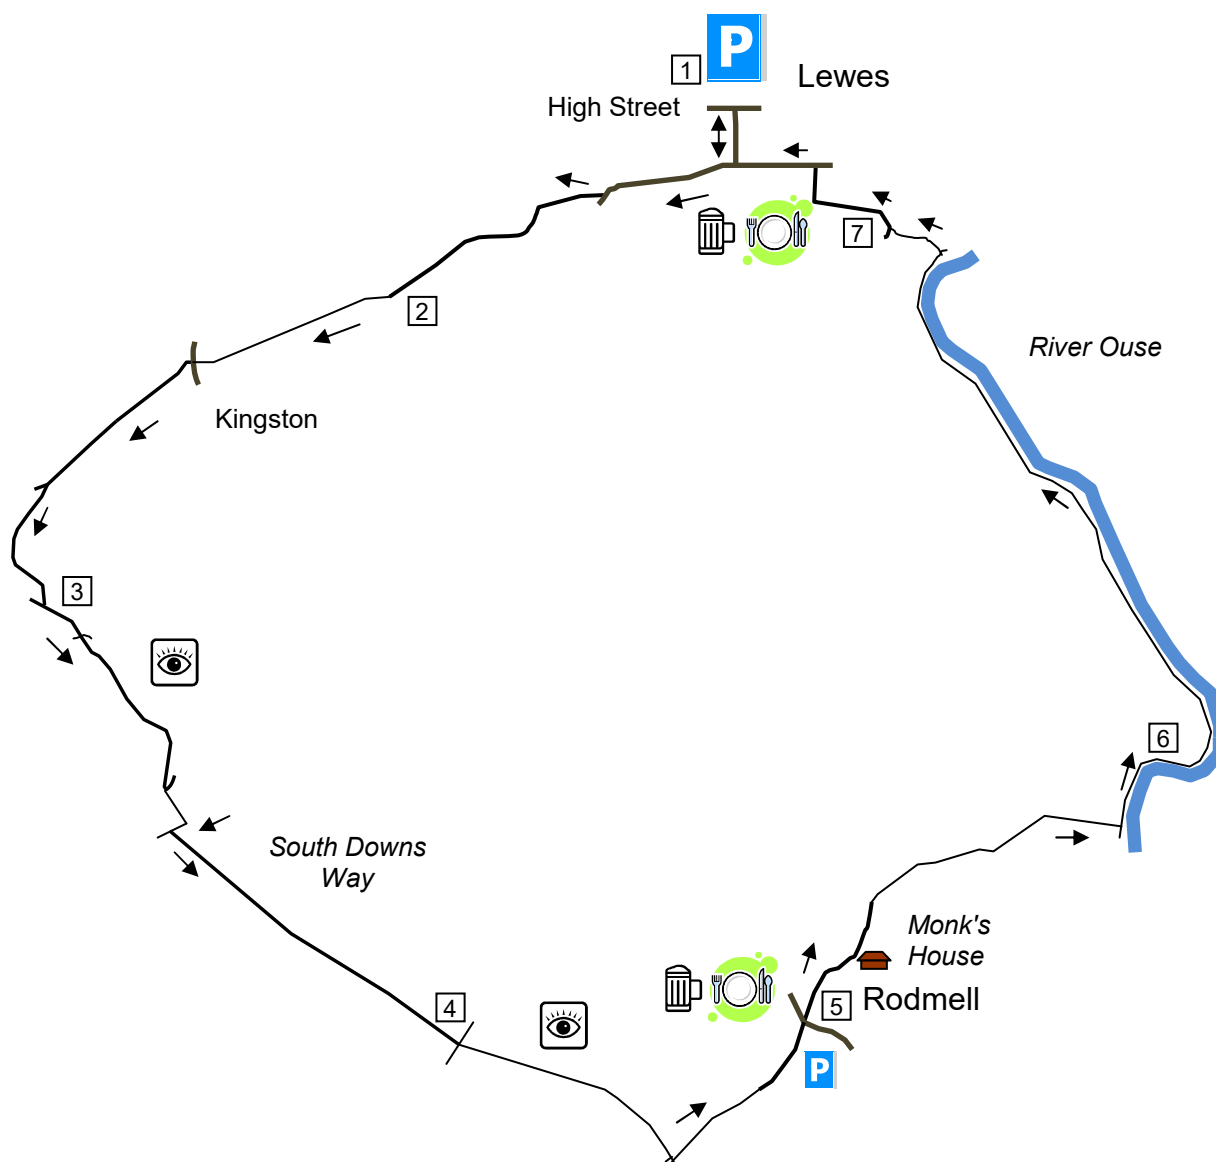 P
1
Lewes
High Street
7
2
River Ouse
Kingston
3
6
South Downs
Way
Monk's
House
4
5
Rodmell
P